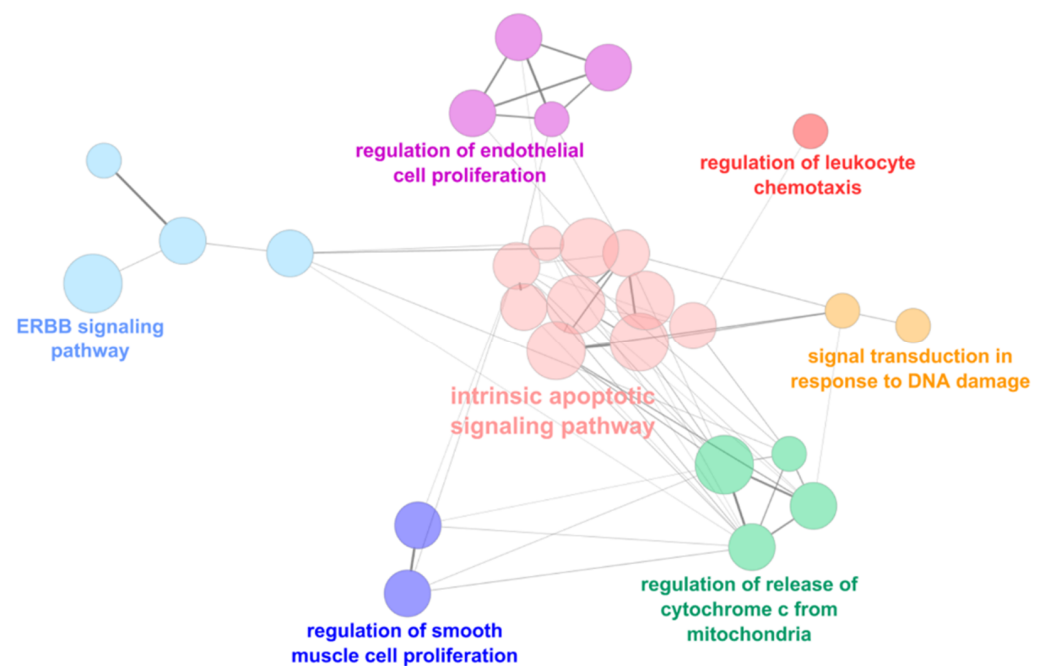 regulation of endothelial
cell proliferation
regulation of leukocyte
chemotaxis
ERBB signaling
pathway
signal transduction in
response to DNA damage
intrinsic apoptotic
signaling pathway
regulation of release of
cytochrome c from
mitochondria
regulation of smooth
muscle cell proliferation